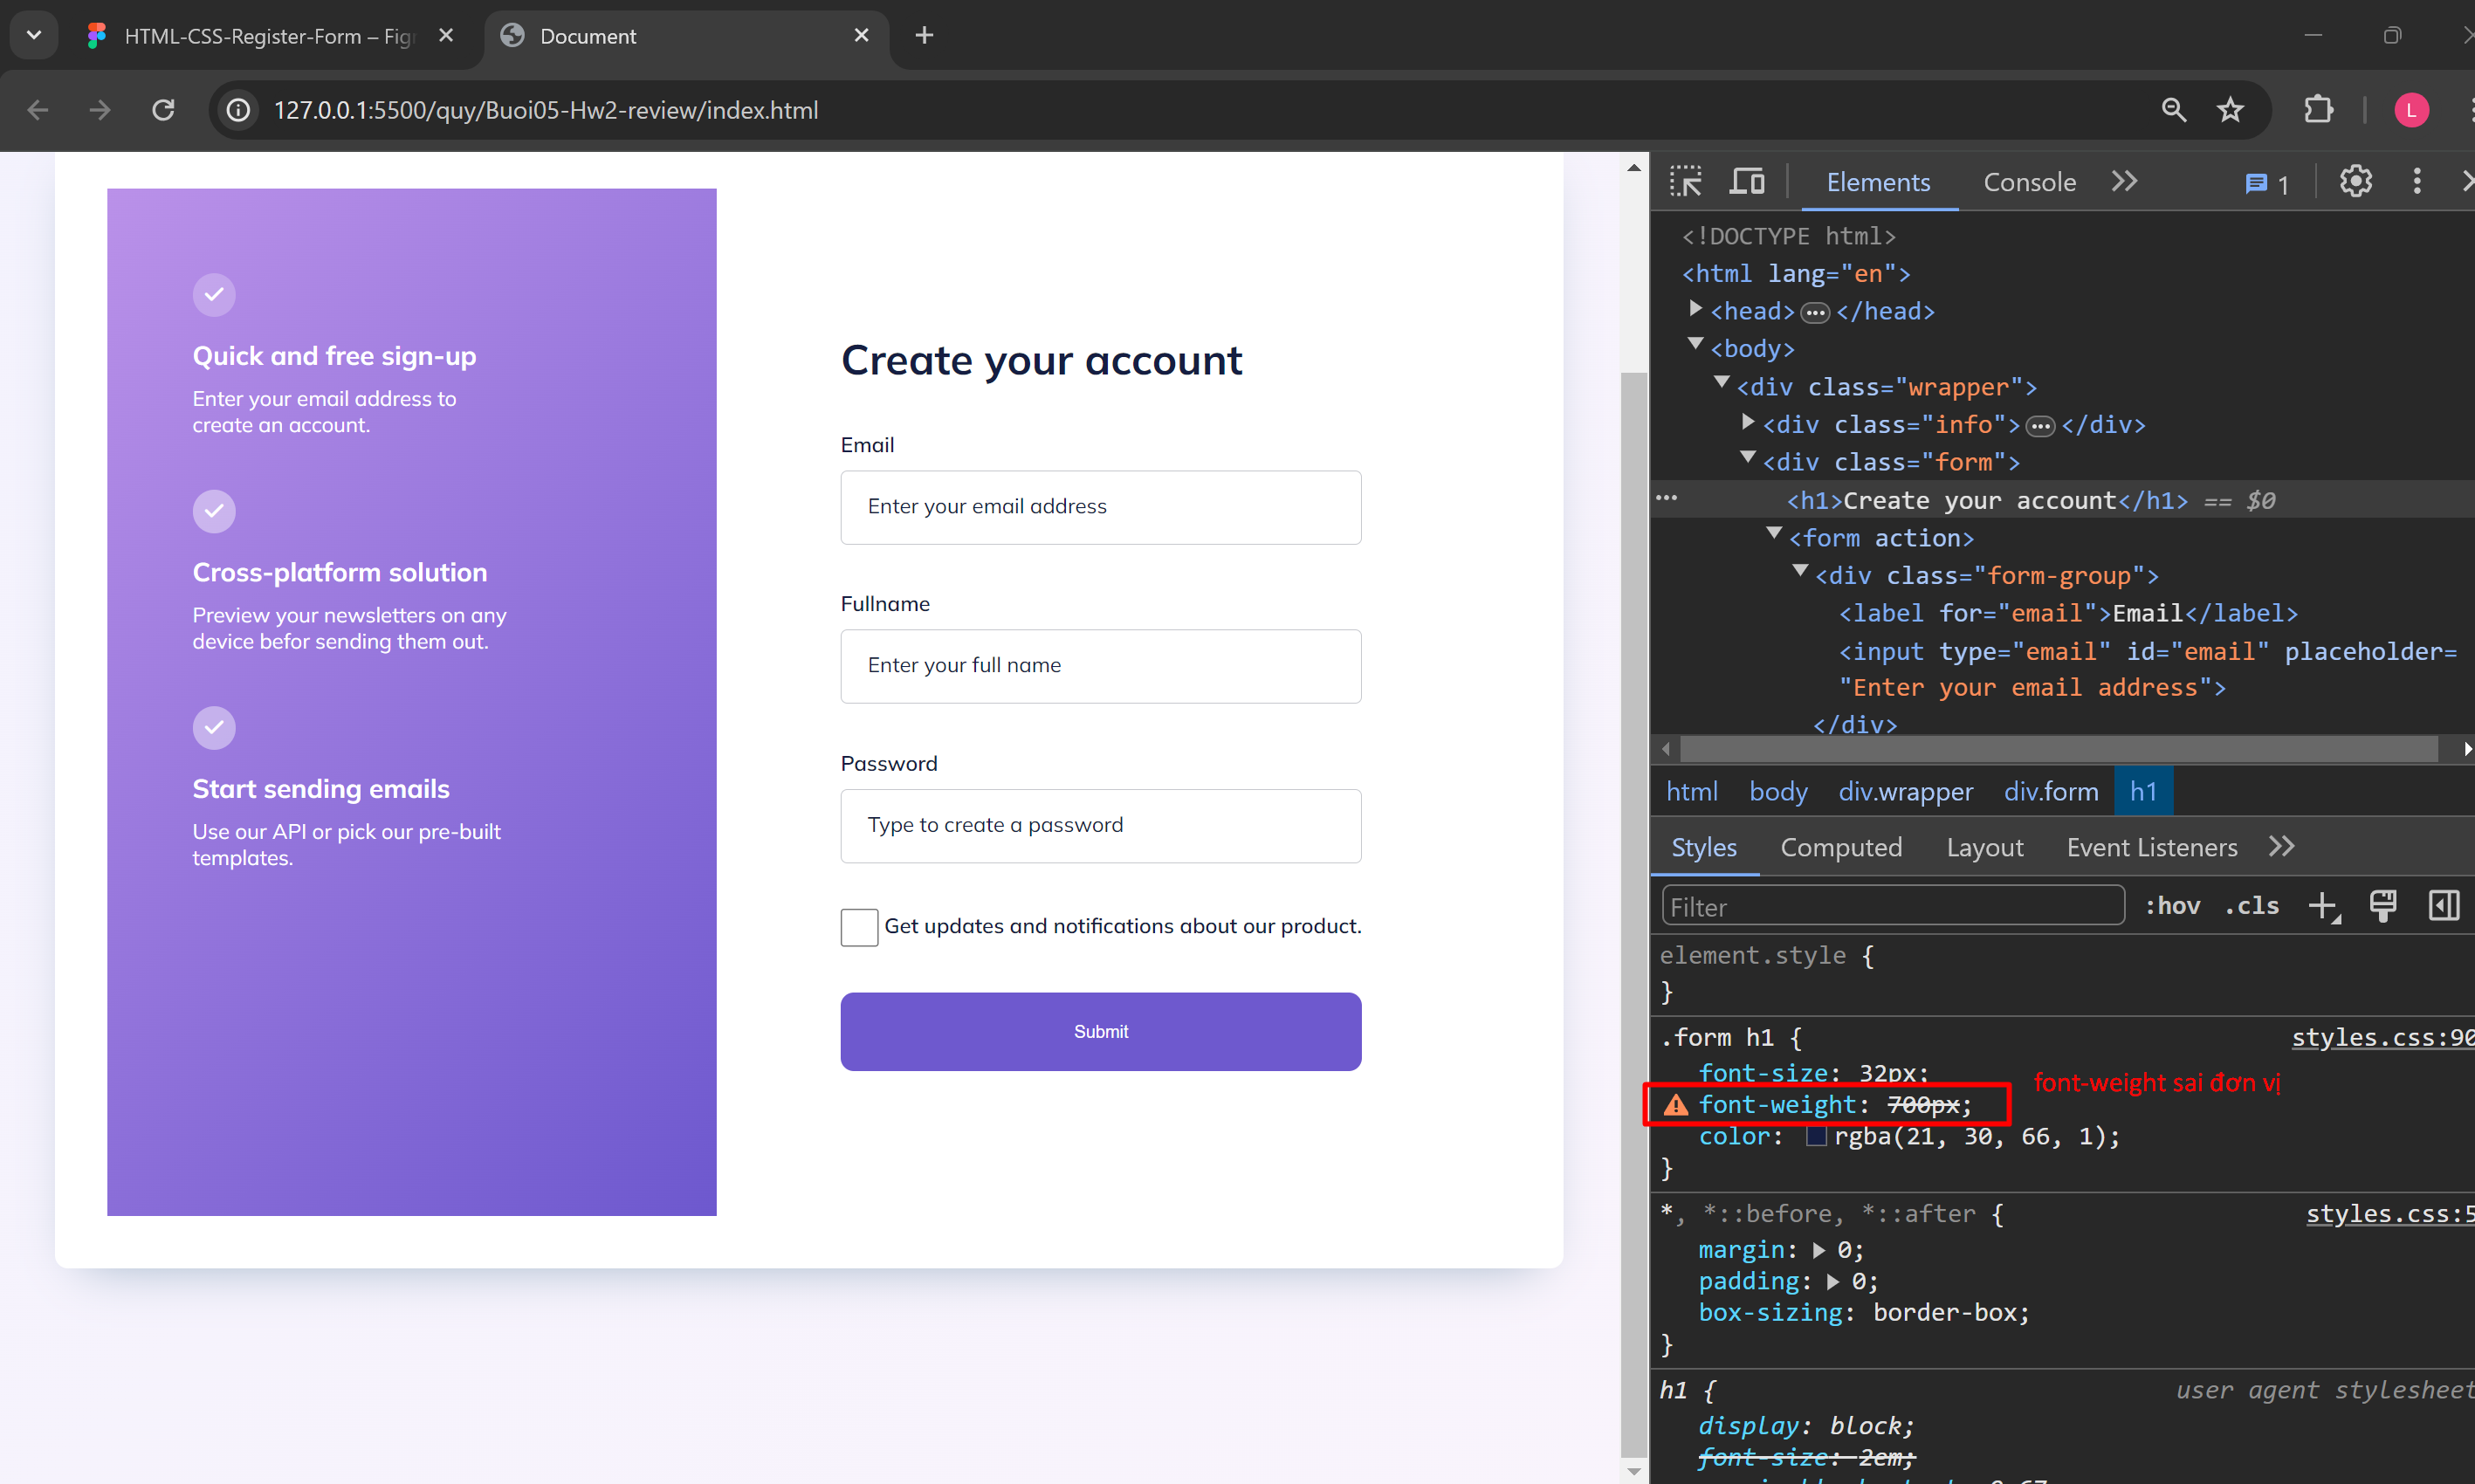 HTML-CSS-Register-Form – Fig
Document
127.0.0.1:5500/quy/Buoi05-Hw2-review/index.html
L
Quick and free sign-up
Enter your email address to
create an account.
Cross-platform solution
Preview your newsletters on any
device befor sending them out.
Start sending emails
Use our API or pick our pre-built
templates.
Create your account
Email
Enter your email address
Fullname
Enter your full name
Password
Type to create a password
Get updates and notifications about our product.
Submit
Elements
Console
1
<!DOCTYPE html>
<html lang="en">
<head> ••• </head>
<body>
<div class="wrapper">
<div class="info"> ••• </div>
<div class="form">
••• <h1>Create your account</h1> == $0
<form action>
<div class="form-group">
<label for="email">Email</label>
<input type="email" id="email" placeholder=
"Enter your email address">
</div>
html body div.wrapper div.form h1
Styles Computed Layout Event Listeners
Filter :hov .cls
element.style {
}
.form h1 { styles.css:90
font-size: 32px;
font-weight: 700px;
font-weight sai đơn vị
color: rgba(21, 30, 66, 1);
}
*, *::before, *::after { styles.css:5
margin: 0;
padding: 0;
box-sizing: border-box;
}
h1 { user agent stylesheet
display: block;
font-size: 2em;